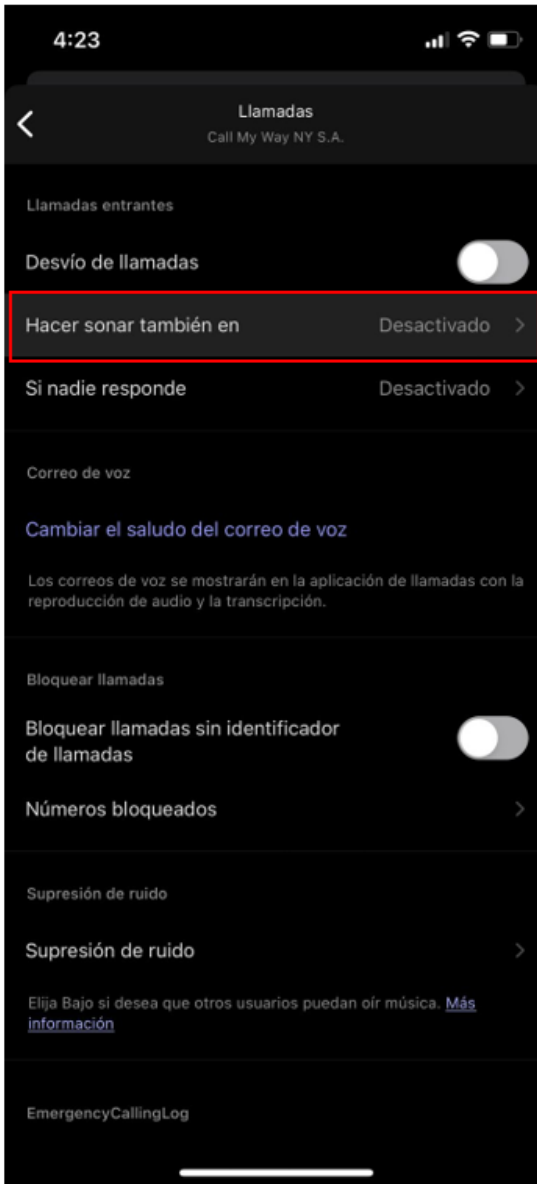 4:23
Llamadas
Call My Way NY S.A.
Llamadas entrantes
Desvío de llamadas
Hacer sonar también en Desactivado
Si nadie responde Desactivado
Correo de voz
Cambiar el saludo del correo de voz
Los correos de voz se mostrarán en la aplicación de llamadas con la
reproducción de audio y la transcripción.
Bloquear llamadas
Bloquear llamadas sin identificador
de llamadas
Números bloqueados
Supresión de ruido
Supresión de ruido
Elija Bajo si desea que otros usuarios puedan oír música. Más
información
EmergencyCallingLog